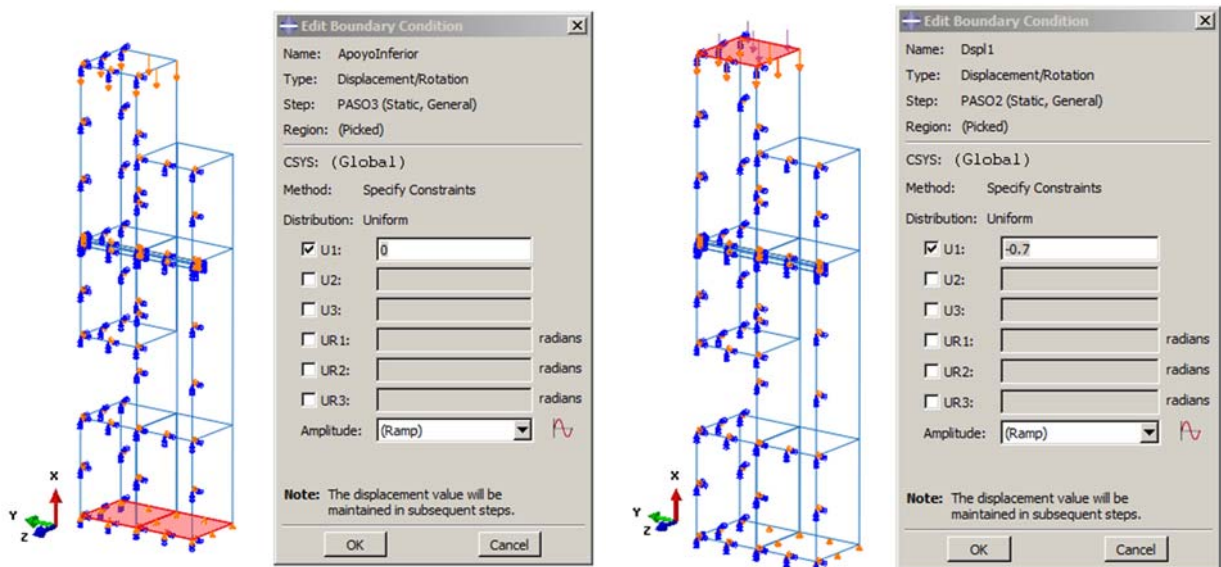 Edit Boundary Condition
Name: ApoyoInferior
Type: Displacement/Rotation
Step: PASO3 (Static, General)
Region: (Picked)
CSYS: (Global)
Method: Specify Constraints
Distribution: Uniform
U1: 0
U2:
U3:
UR1: radians
UR2: radians
UR3: radians
Amplitude: (Ramp)
Note: The displacement value will be
maintained in subsequent steps.
OK Cancel
X
Y
Z
Edit Boundary Condition
Name: Dspl1
Type: Displacement/Rotation
Step: PASO2 (Static, General)
Region: (Picked)
CSYS: (Global)
Method: Specify Constraints
Distribution: Uniform
U1: -0.7
U2:
U3:
UR1: radians
UR2: radians
UR3: radians
Amplitude: (Ramp)
Note: The displacement value will be
maintained in subsequent steps.
OK Cancel
X
Y
Z